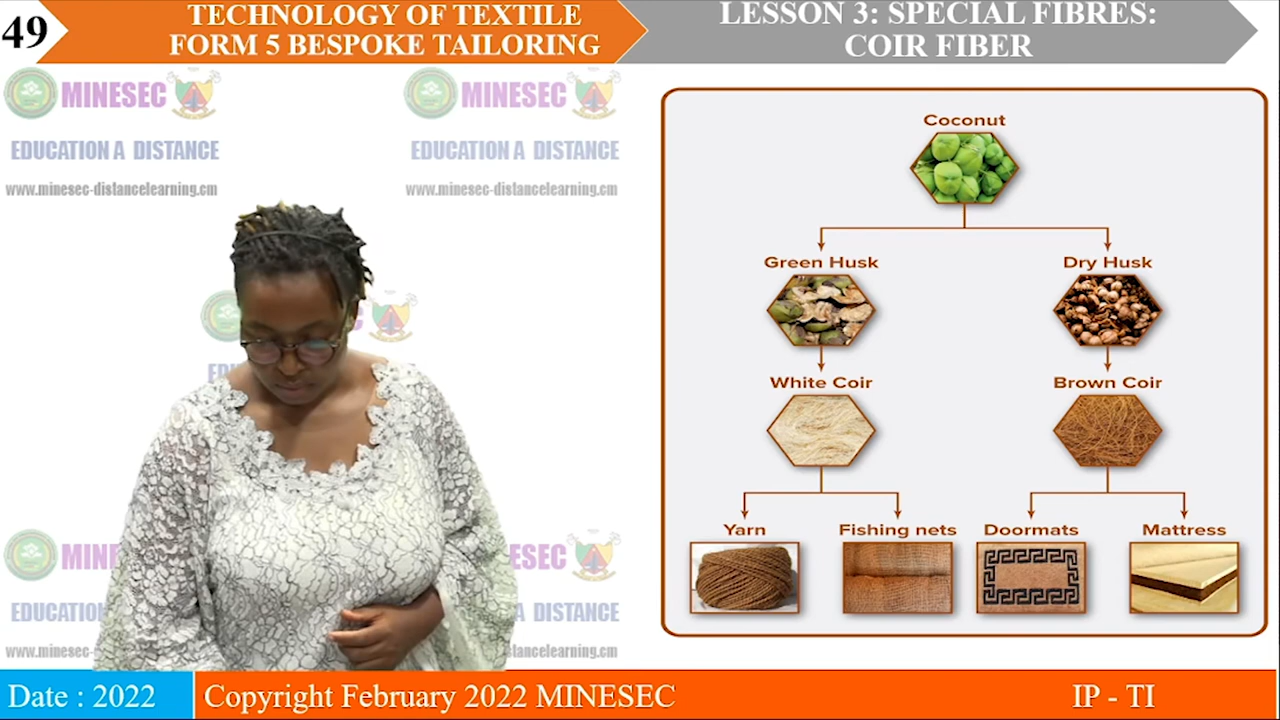 49
TECHNOLOGY OF TEXTILE
FORM 5 BESPOKE TAILORING
LESSON 3: SPECIAL FIBRES:
COIR FIBER
MINESEC
EDUCATION A DISTANCE
www.minesec-distancelearning.cm
MINESEC
EDUCATION A DISTANCE
www.minesec-distancelearning.cm
Coconut
Green Husk
Dry Husk
White Coir
Brown Coir
Yarn
Fishing nets
Doormats
Mattress
Date : 2022
Copyright February 2022 MINESEC
IP - TI